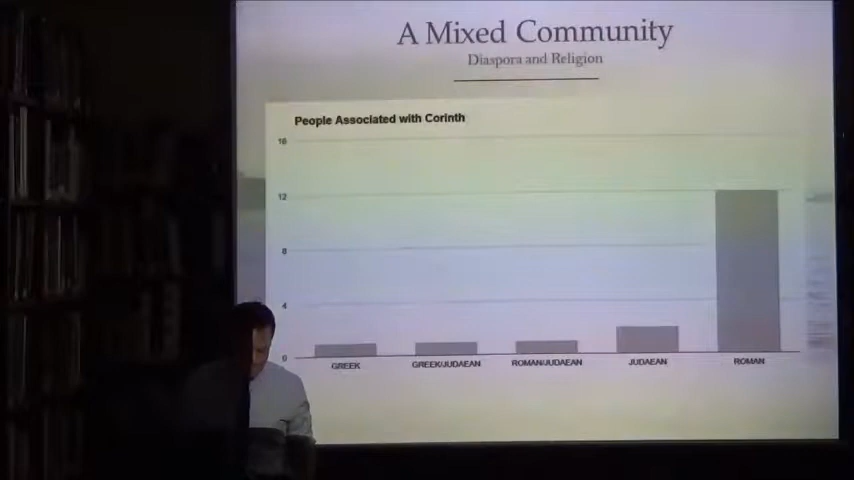 A Mixed Community
Diaspora and Religion
People Associated with Corinth
16
12
8
4
0
GREEK
GREEK/JUDAEAN
ROMAN/JUDAEAN
JUDAEAN
ROMAN